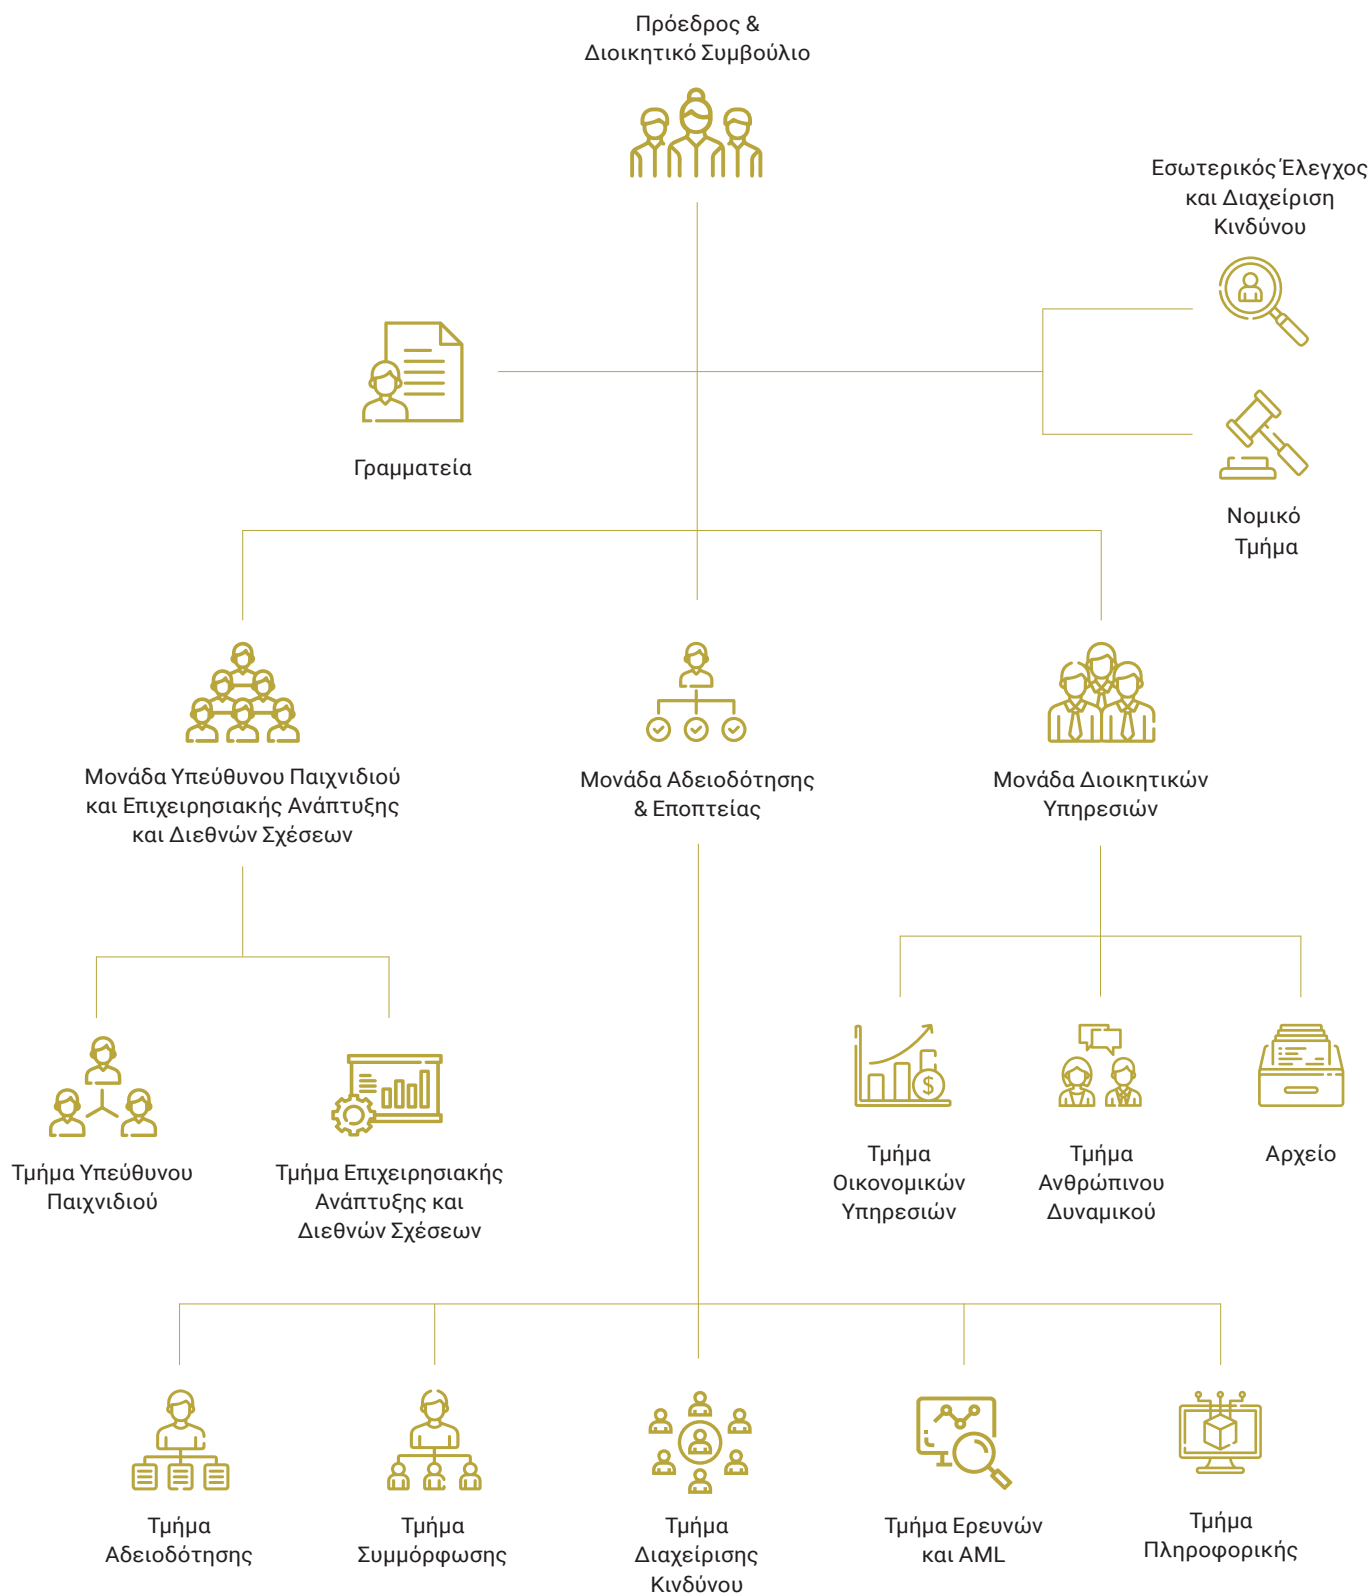 Πρόεδρος &
Διοικητικό Συμβούλιο
Εσωτερικός Έλεγχος
και Διαχείριση
Κινδύνου
Γραμματεία
Νομικό
Τμήμα
Μονάδα Υπεύθυνου Παιχνιδιού
και Επιχειρησιακής Ανάπτυξης
και Διεθνών Σχέσεων
Μονάδα Αδειοδότησης
& Εποπτείας
Μονάδα Διοικητικών
Υπηρεσιών
$
Τμήμα Υπεύθυνου
Παιχνιδιού
Τμήμα Επιχειρησιακής
Ανάπτυξης και
Διεθνών Σχέσεων
Τμήμα
Οικονομικών
Υπηρεσιών
Τμήμα
Ανθρώπινου
Δυναμικού
Αρχείο
Τμήμα
Αδειοδότησης
Τμήμα
Συμμόρφωσης
Τμήμα
Διαχείρισης
Κινδύνου
Τμήμα Ερευνών
και AML
Τμήμα
Πληροφορικής